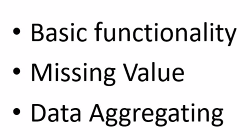 • Basic functionality
• Missing Value
• Data Aggregating